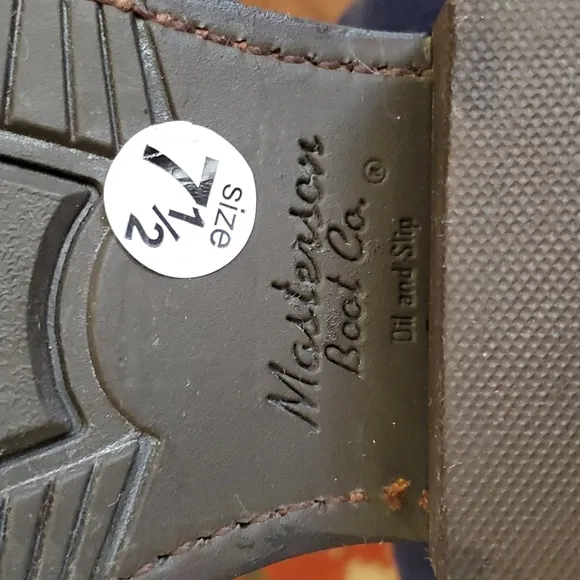 size
7 1/2
Masterson
Boot Co.®
Oil and Slip